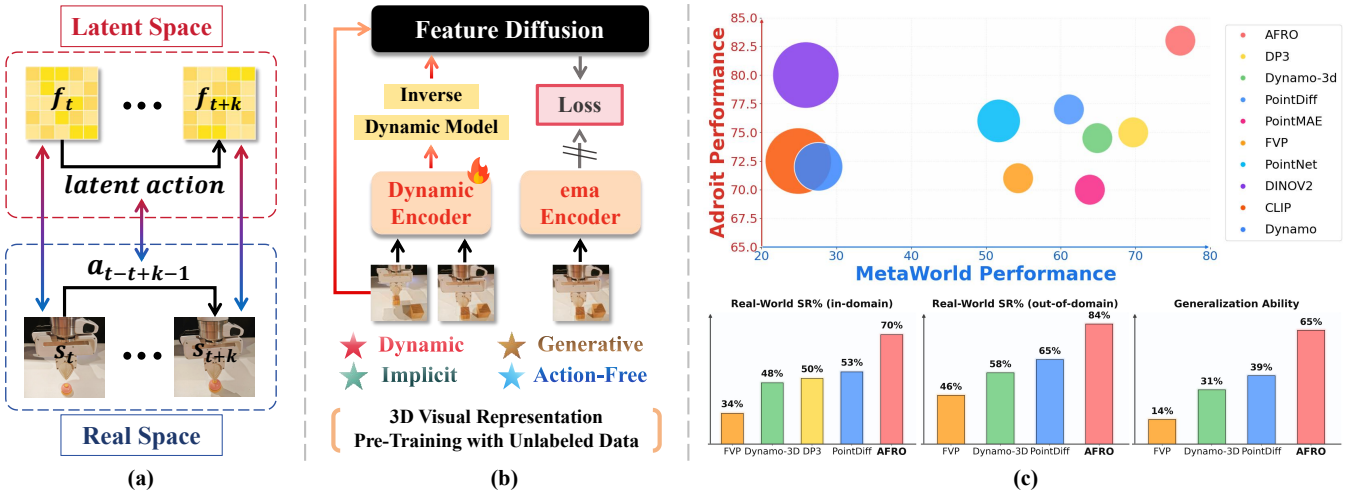 Latent Space
f_t
•••
f_{t+k}
latent action
a_{t-t+k-1}
s_t
•••
s_{t+k}
Real Space
(a)
Feature Diffusion
Inverse
Dynamic Model
Loss
Dynamic
Encoder
ema
Encoder
Dynamic
Generative
Implicit
Action-Free
3D Visual Representation
Pre-Training with Unlabeled Data
(b)
Adroit Performance
85.0
82.5
80.0
77.5
75.0
72.5
70.0
67.5
65.0
20
30
40
50
60
70
80
MetaWorld Performance
AFRO
DP3
Dynamo-3d
PointDiff
PointMAE
FVP
PointNet
DINOV2
CLIP
Dynamo
Real-World SR% (in-domain)
34%
48%
50%
53%
70%
FVP
Dynamo-3D
DP3
PointDiff
AFRO
Real-World SR% (out-of-domain)
46%
58%
65%
84%
FVP
Dynamo-3D
PointDiff
AFRO
Generalization Ability
14%
31%
39%
65%
FVP
Dynamo-3D
PointDiff
AFRO
(c)